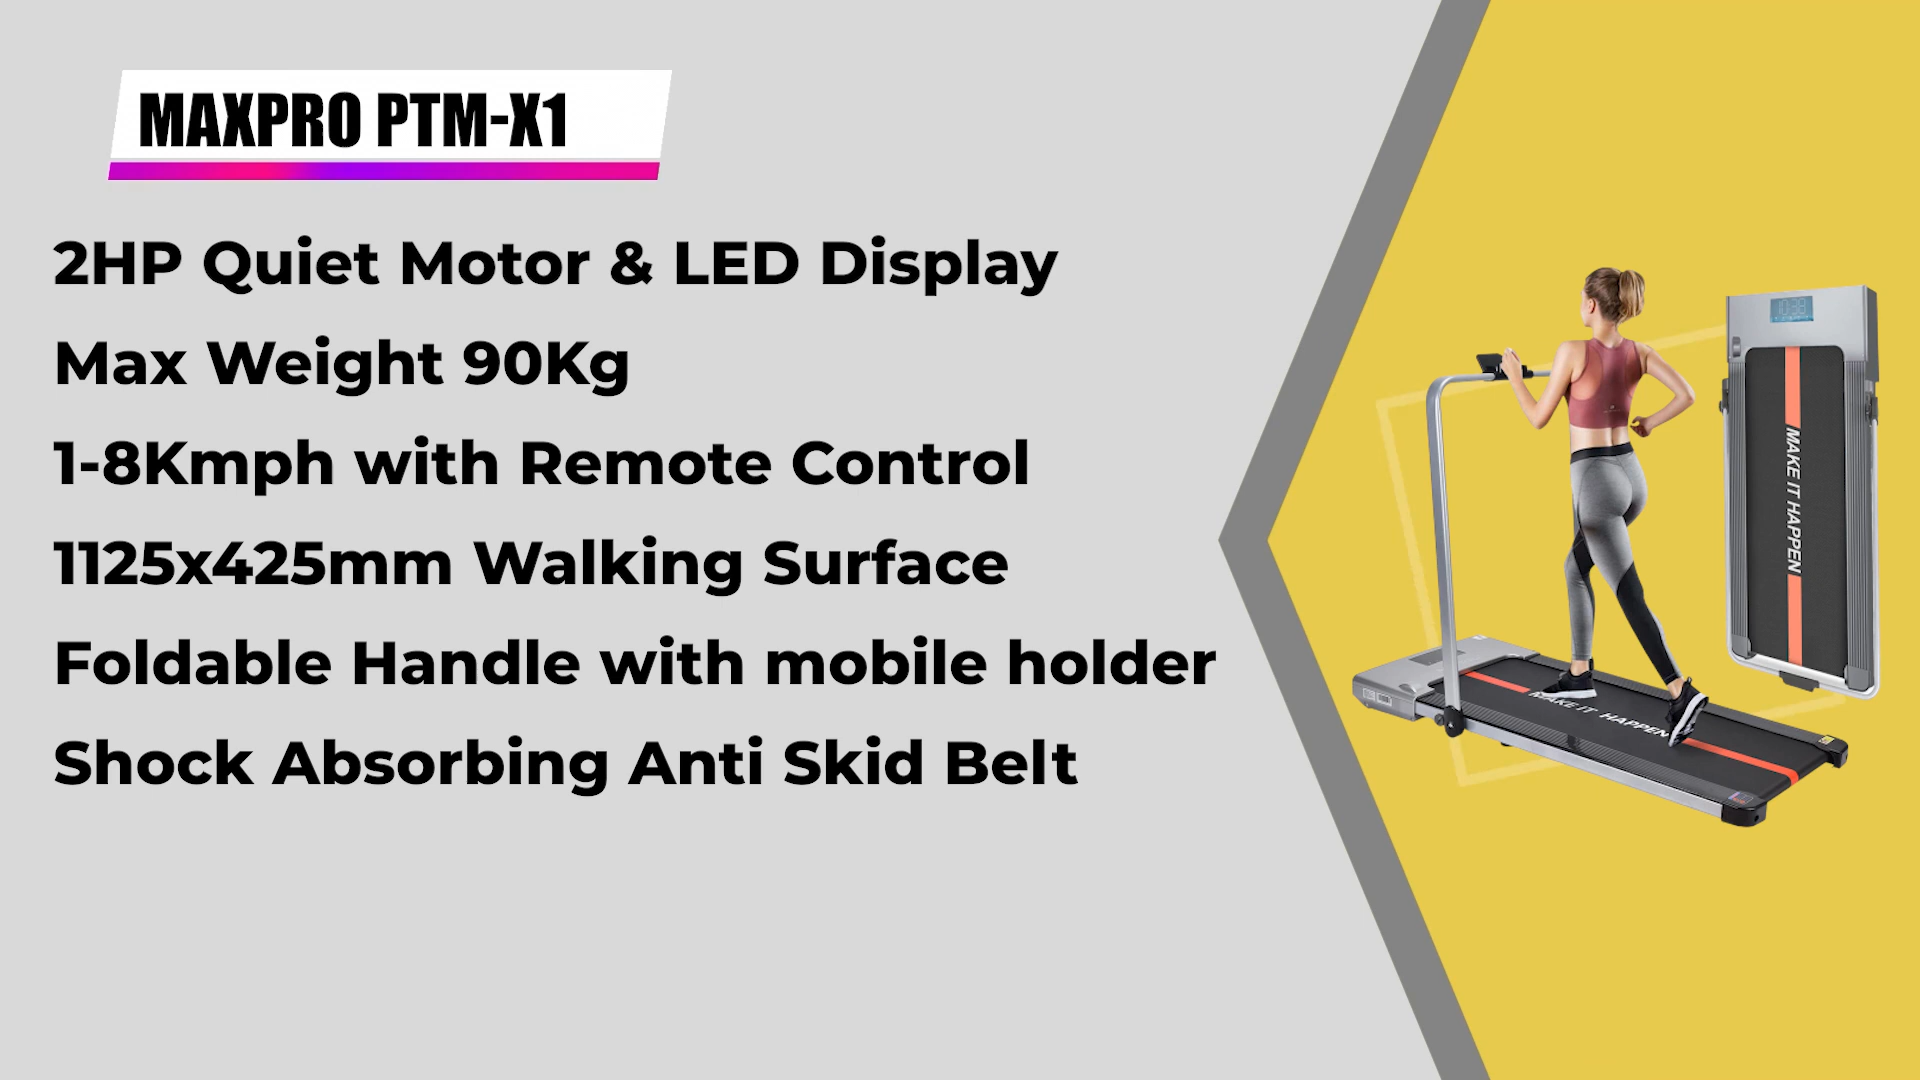 MAXPRO PTM-X1
2HP Quiet Motor & LED Display
Max Weight 90Kg
1-8Kmph with Remote Control
1125x425mm Walking Surface
Foldable Handle with mobile holder
Shock Absorbing Anti Skid Belt
MAKE IT HAPPEN
MAKE IT HAPPEN